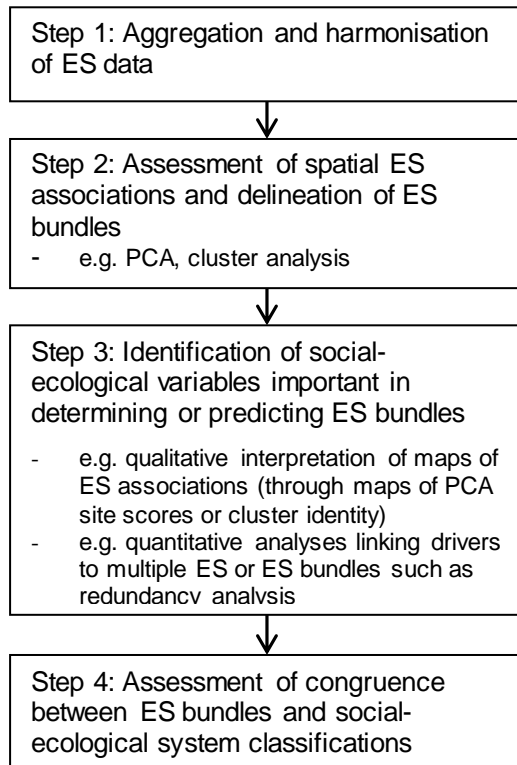 Step 1: Aggregation and harmonisation
of ES data
Step 2: Assessment of spatial ES
associations and delineation of ES
bundles
- e.g. PCA, cluster analysis
Step 3: Identification of social-
ecological variables important in
determining or predicting ES bundles
- e.g. qualitative interpretation of maps of
ES associations (through maps of PCA
site scores or cluster identity)
- e.g. quantitative analyses linking drivers
to multiple ES or ES bundles such as
redundancy analysis
Step 4: Assessment of congruence
between ES bundles and social-
ecological system classifications